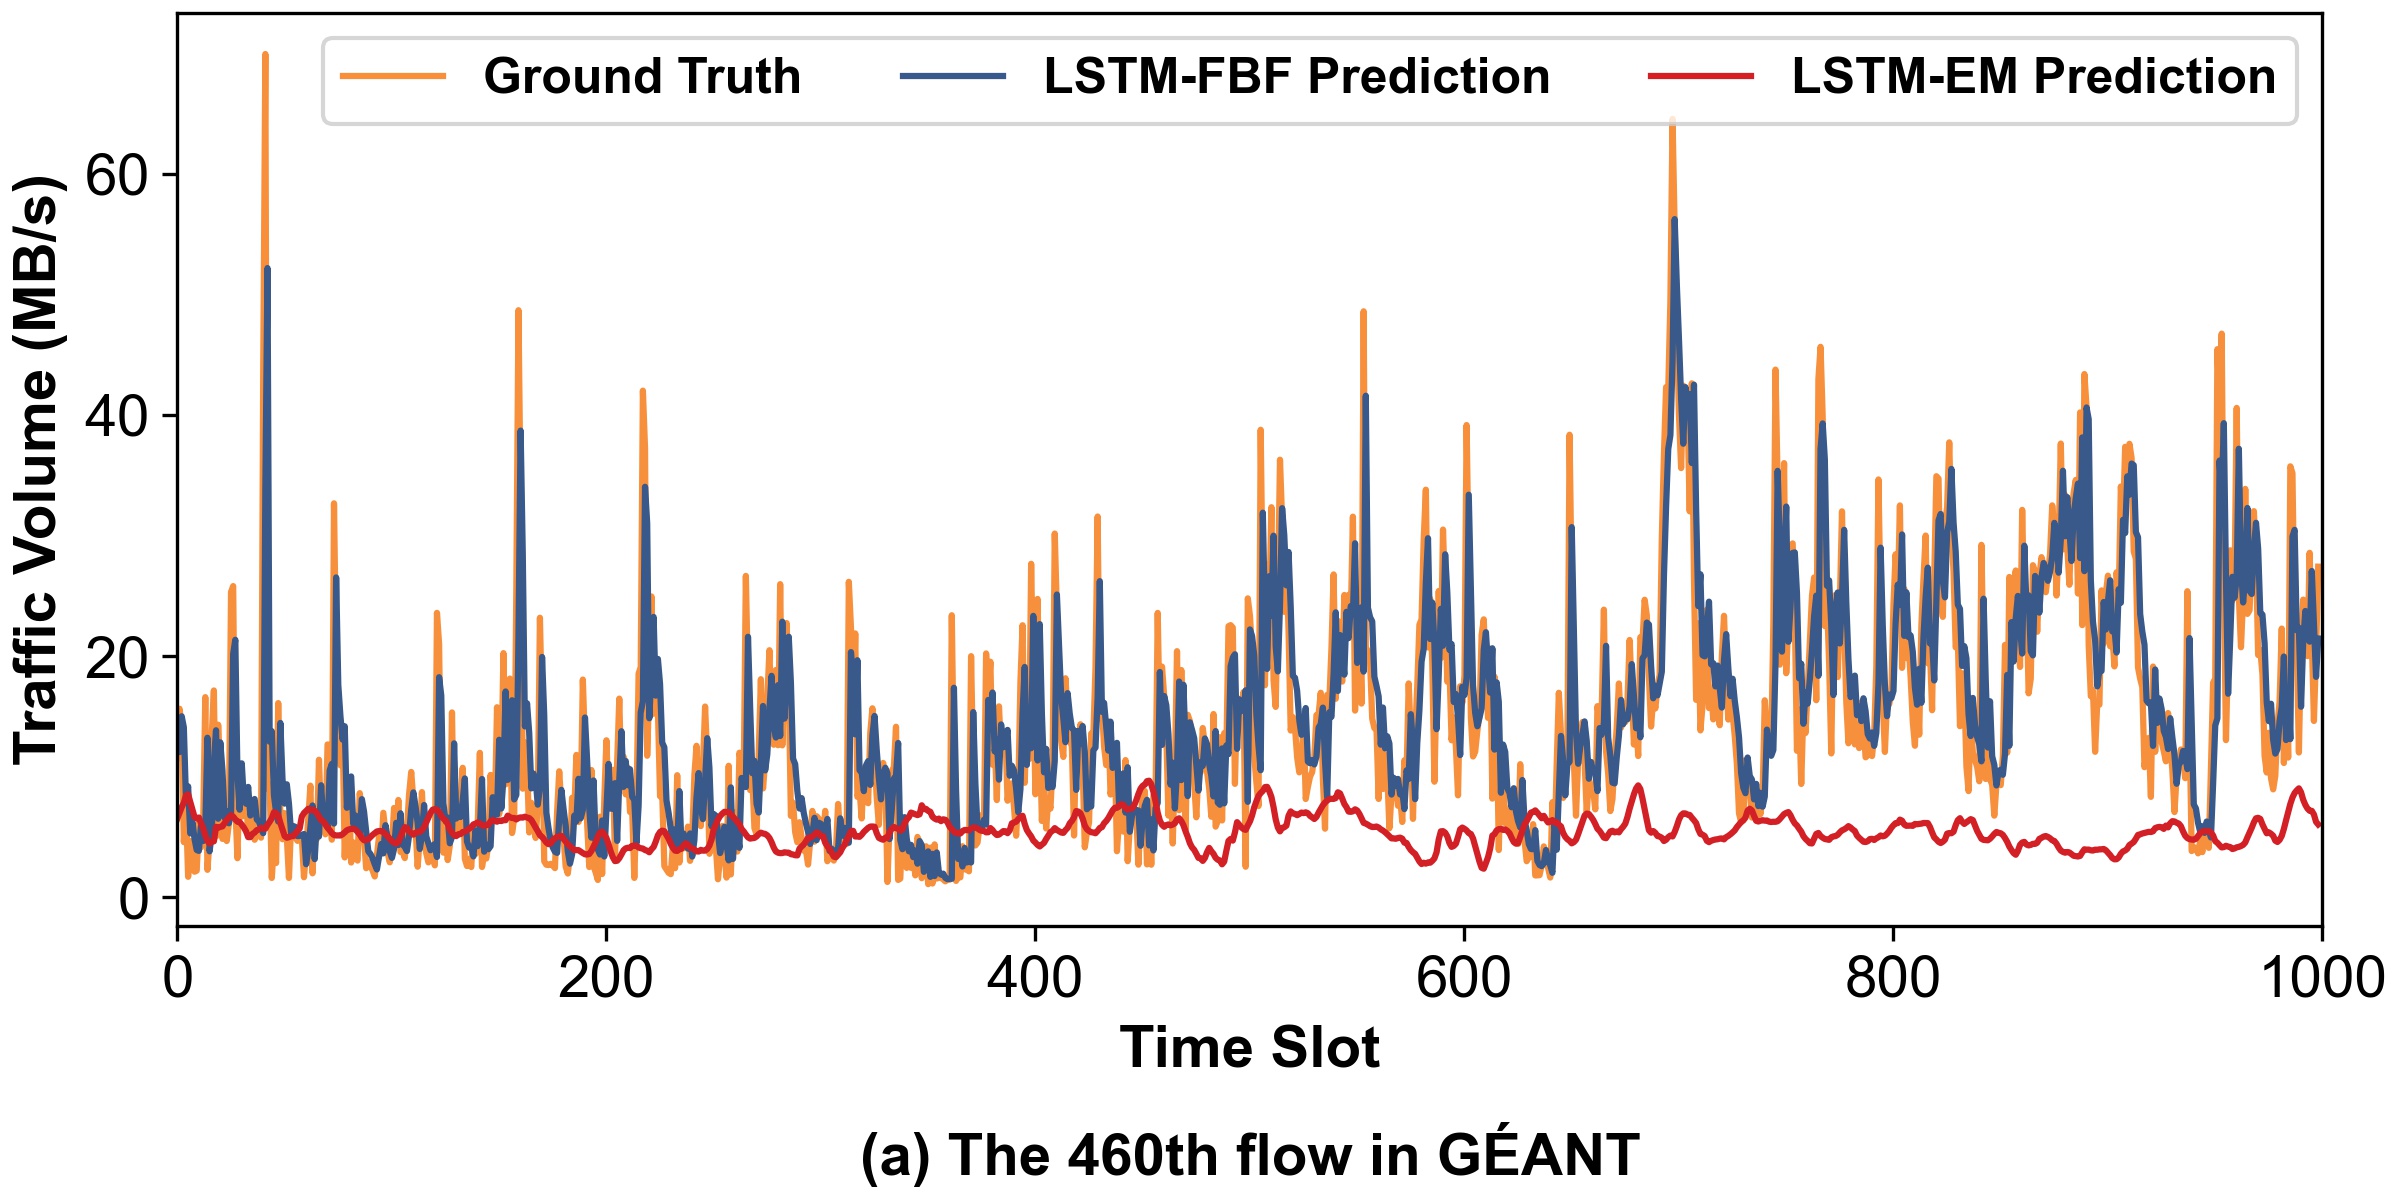 Ground Truth LSTM-FBF Prediction LSTM-EM Prediction
Traffic Volume (MB/s)
60
40
20
0
0 200 400 600 800 1000
Time Slot
(a) The 460th flow in GÉANT